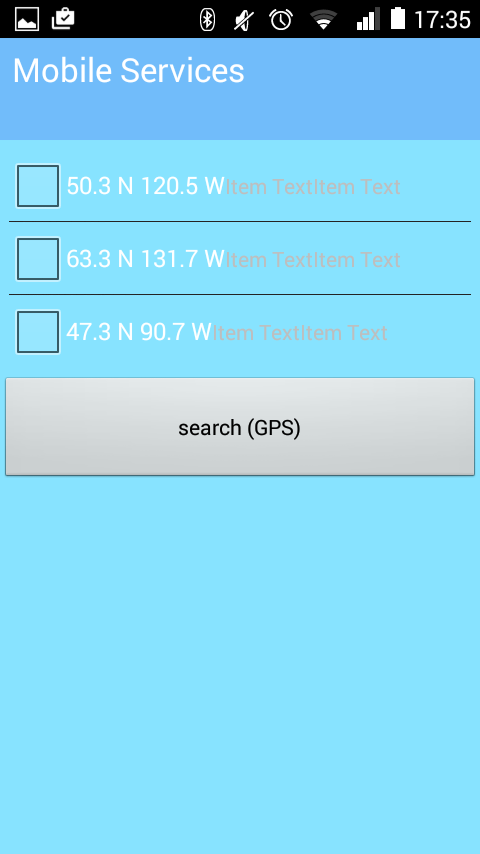 17:35
Mobile Services
50.3 N 120.5 WItem TextItem Text
63.3 N 131.7 WItem TextItem Text
47.3 N 90.7 WItem TextItem Text
search (GPS)